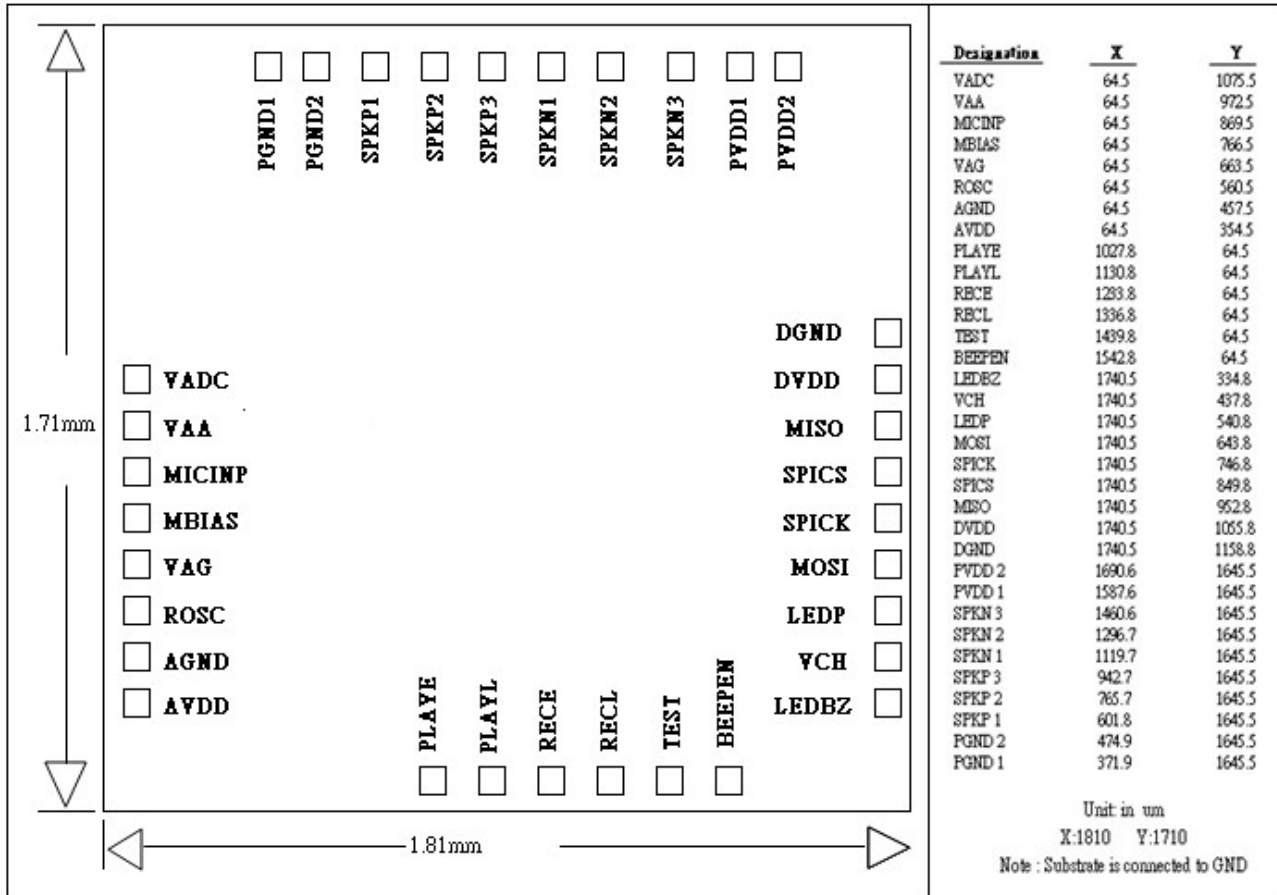 PGND1
PGND2
SPKP1
SPKP2
SPKP3
SPKN1
SPKN2
SPKN3
PVDD1
PVDD2
1.71mm
VADC
VAA
MICINP
MBIAS
VAG
ROSC
AGND
AVDD
DGND
DVDD
MISO
SPICS
SPICK
MOSI
LEDP
VCH
LEDBZ
PLAYE
PLAYL
RECE
RECL
TEST
BEEPEN
1.81mm
Designation X Y
VADC 64.5 1075.5
VAA 64.5 972.5
MICINP 64.5 869.5
MBIAS 64.5 766.5
VAG 64.5 663.5
ROSC 64.5 560.5
AGND 64.5 457.5
AVDD 64.5 354.5
PLAYE 1027.8 64.5
PLAYL 1130.8 64.5
RECE 1233.8 64.5
RECL 1336.8 64.5
TEST 1439.8 64.5
BEEPEN 1542.8 64.5
LEDBZ 1740.5 334.8
VCH 1740.5 437.8
LEDP 1740.5 540.8
MOSI 1740.5 643.8
SPICK 1740.5 746.8
SPICS 1740.5 849.8
MISO 1740.5 952.8
DVDD 1740.5 1055.8
DGND 1740.5 1158.8
PVDD 2 1690.6 1645.5
PVDD 1 1587.6 1645.5
SPKN 3 1460.6 1645.5
SPKN 2 1296.7 1645.5
SPKN 1 1119.7 1645.5
SPKP 3 942.7 1645.5
SPKP 2 765.7 1645.5
SPKP 1 601.8 1645.5
PGND 2 474.9 1645.5
PGND 1 371.9 1645.5
Unit: in um
X:1810 Y:1710
Note : Substrate is connected to GND